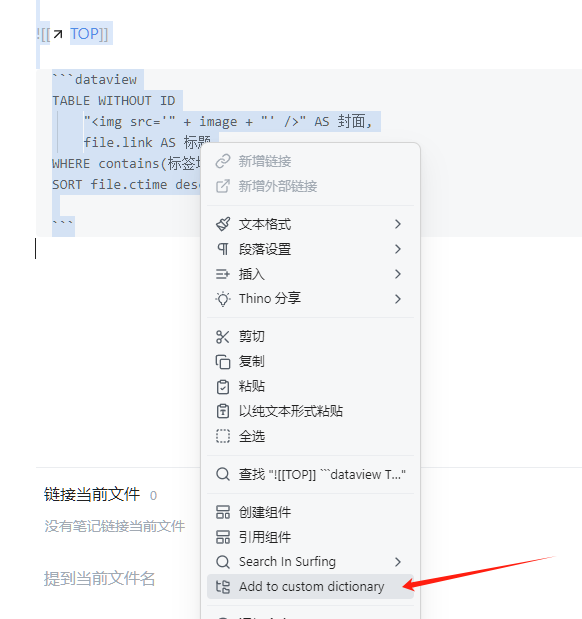 ![[ TOP]]
```dataview
TABLE WITHOUT ID
"<img src='" + image + "' />" AS 封面,
file.link AS 标题
WHERE contains(标签
SORT file.ctime desc
```
新增链接
新增外部链接
文本格式
段落设置
插入
Thino 分享
剪切
复制
粘贴
以纯文本形式粘贴
全选
查找 "![[TOP]] ```dataview T..."
创建组件
引用组件
Search In Surfing
Add to custom dictionary
链接当前文件 0
没有笔记链接当前文件
提到当前文件名